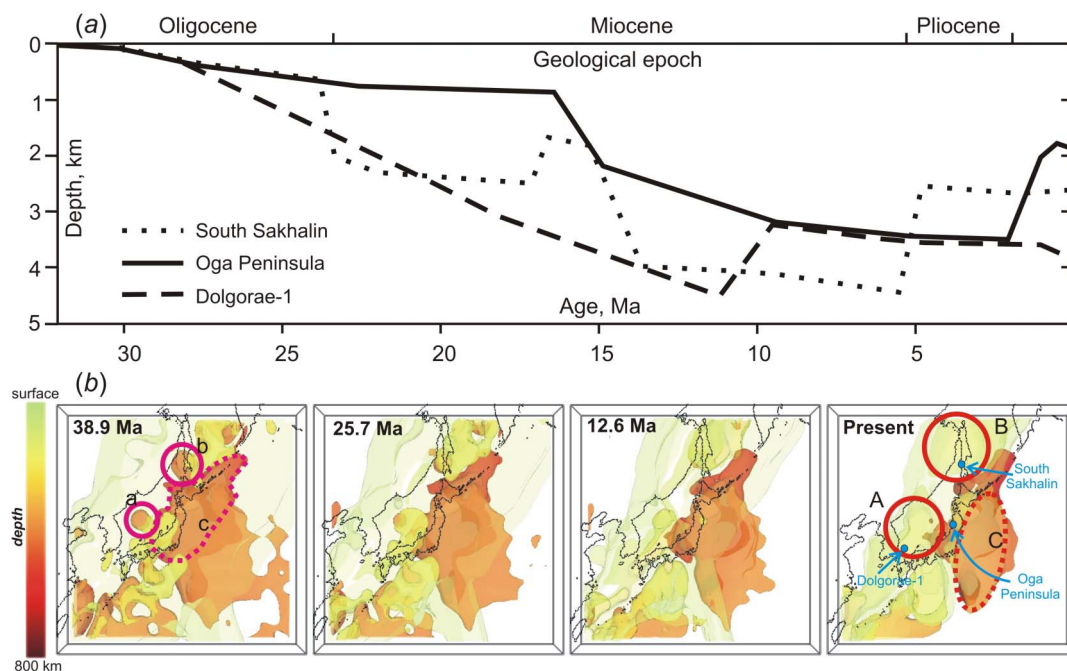 (a)
Oligocene Miocene Pliocene
Geological epoch
0
1
2
3
4
5
Depth, km
South Sakhalin
Oga Peninsula
Dolgorae-1
Age, Ma
30 25 20 15 10 5
(b)
surface
depth
800 km
38.9 Ma
a
b
c
25.7 Ma
12.6 Ma
Present
B
South
Sakhalin
A
C
Dolgorae-1
Oga
Peninsula